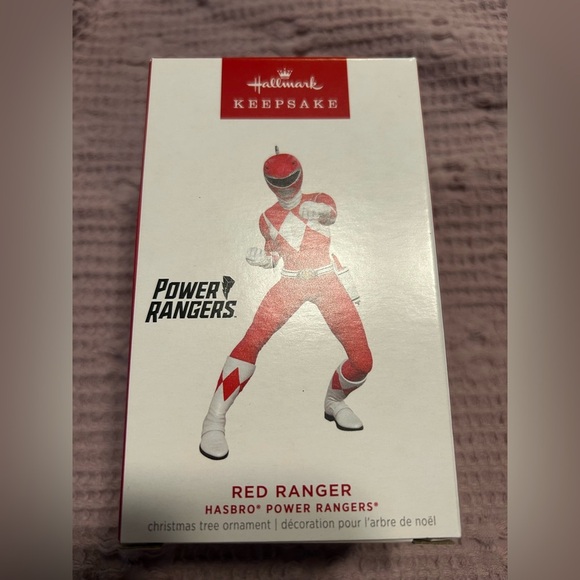 Hallmark
KEEPSAKE
POWER
RANGERS
RED RANGER
HASBRO® POWER RANGERS®
christmas tree ornament | décoration pour l'arbre de noël